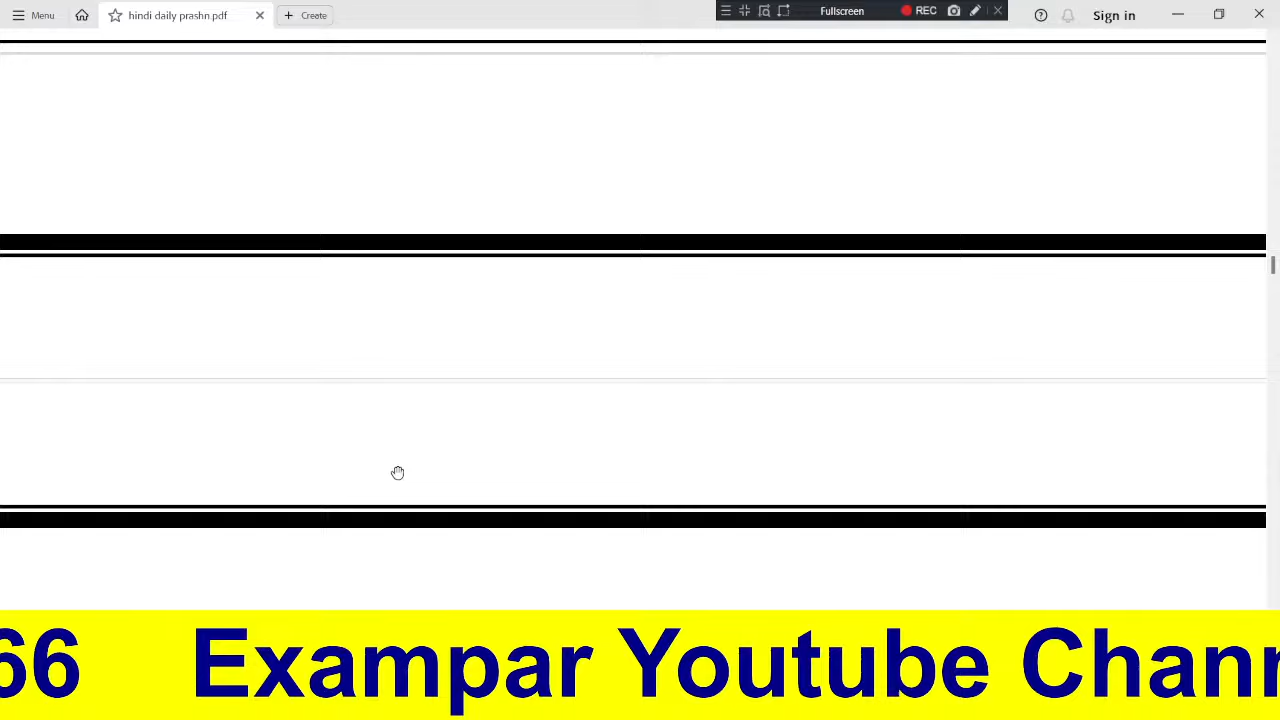 Menu
hindi daily prashn.pdf
Create
Fullscreen
REC
Sign in
66 Exampar Youtube Chann